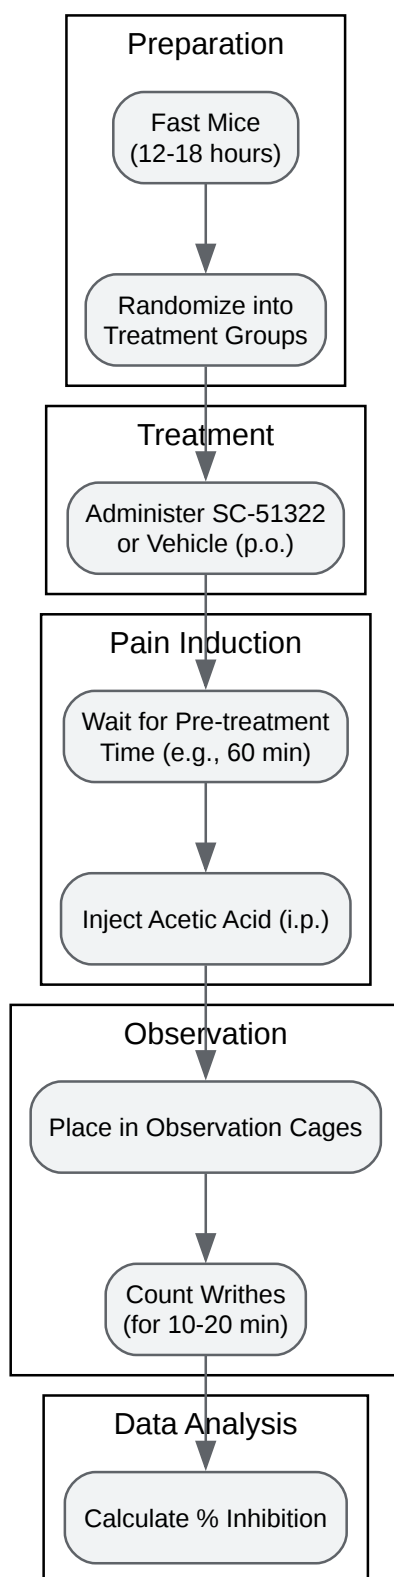 Preparation
Fast Mice
(12-18 hours)
Randomize into
Treatment Groups
Treatment
Administer SC-51322
or Vehicle (p.o.)
Pain Induction
Wait for Pre-treatment
Time (e.g., 60 min)
Inject Acetic Acid (i.p.)
Observation
Place in Observation Cages
Count Writhes
(for 10-20 min)
Data Analysis
Calculate % Inhibition